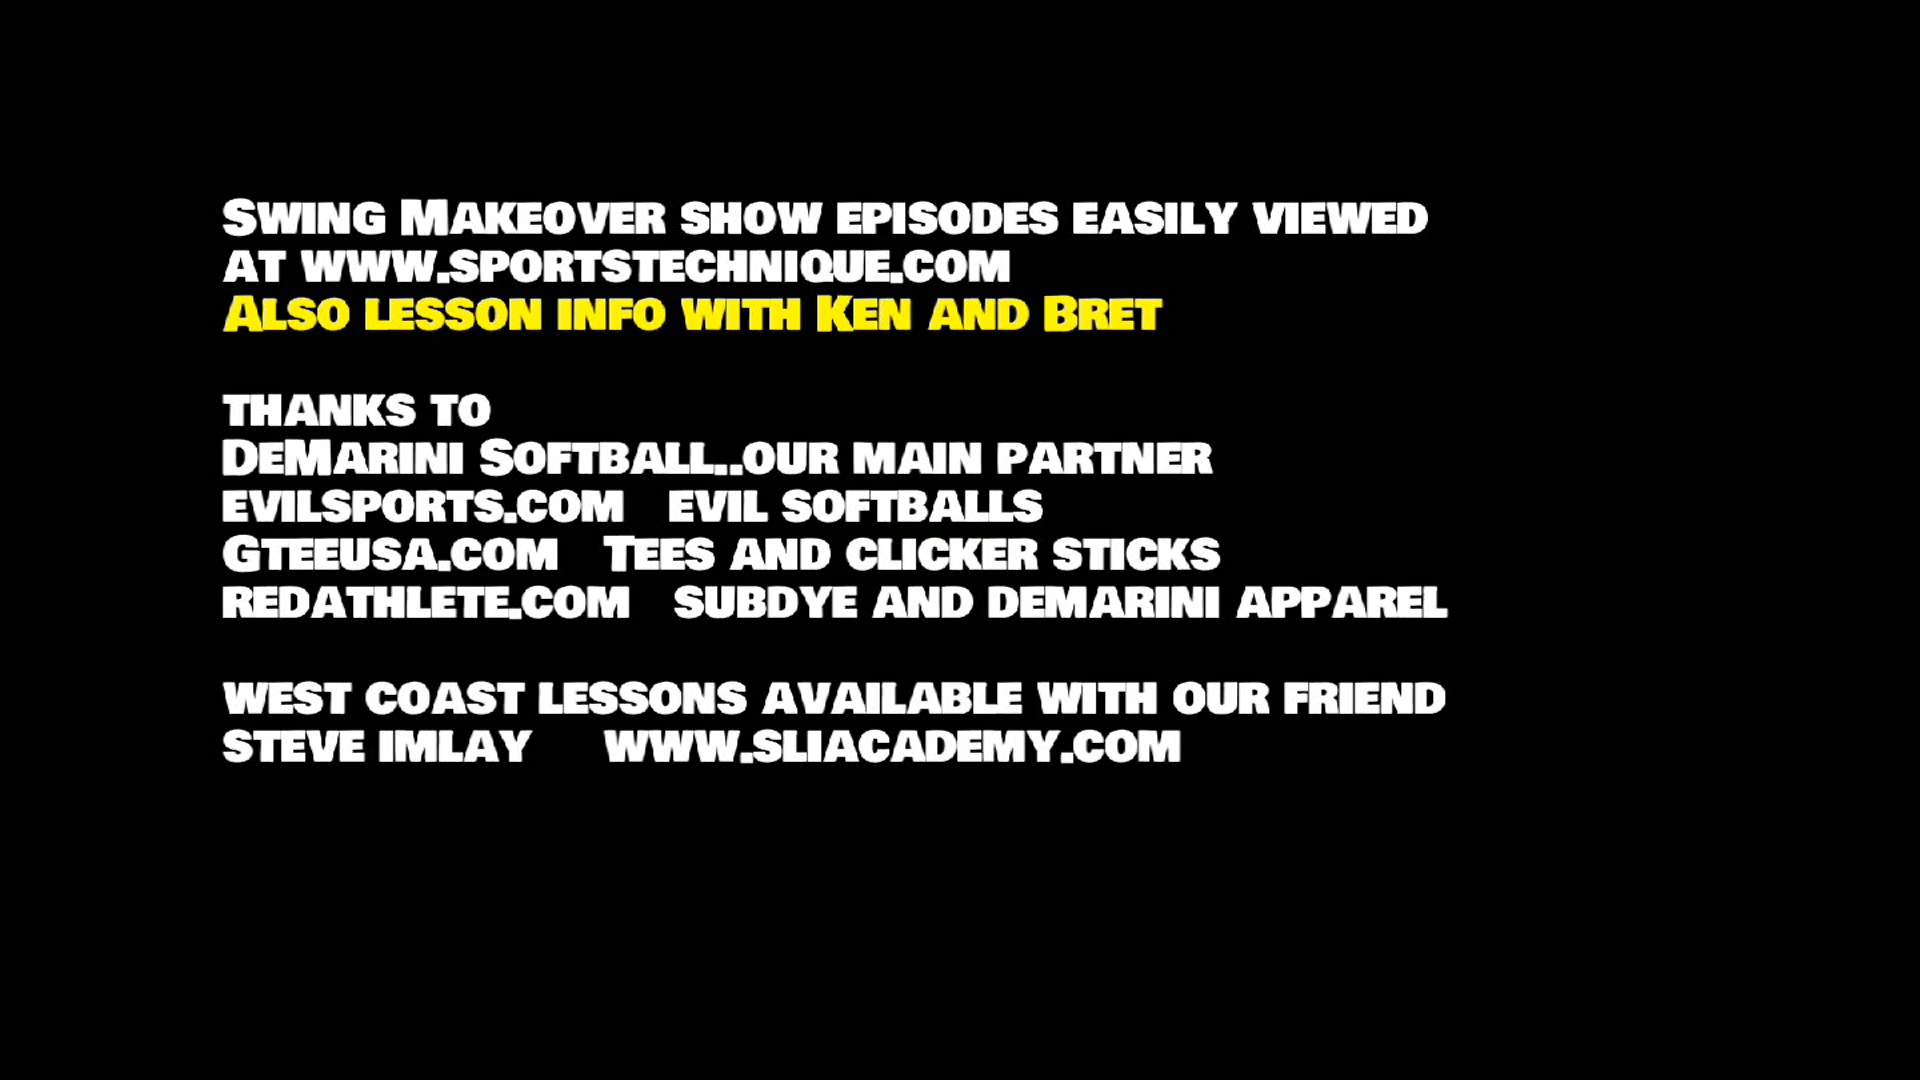 Swing Makeover show episodes easily viewed
at www.sportstechnique.com
Also lesson info with Ken and Bret
thanks to
DeMarini Softball..our main partner
evilsports.com evil softballs
Gteeusa.com Tees and clicker sticks
redathlete.com subdye and demarini apparel
west coast lessons available with our friend
steve imlay www.sliacademy.com